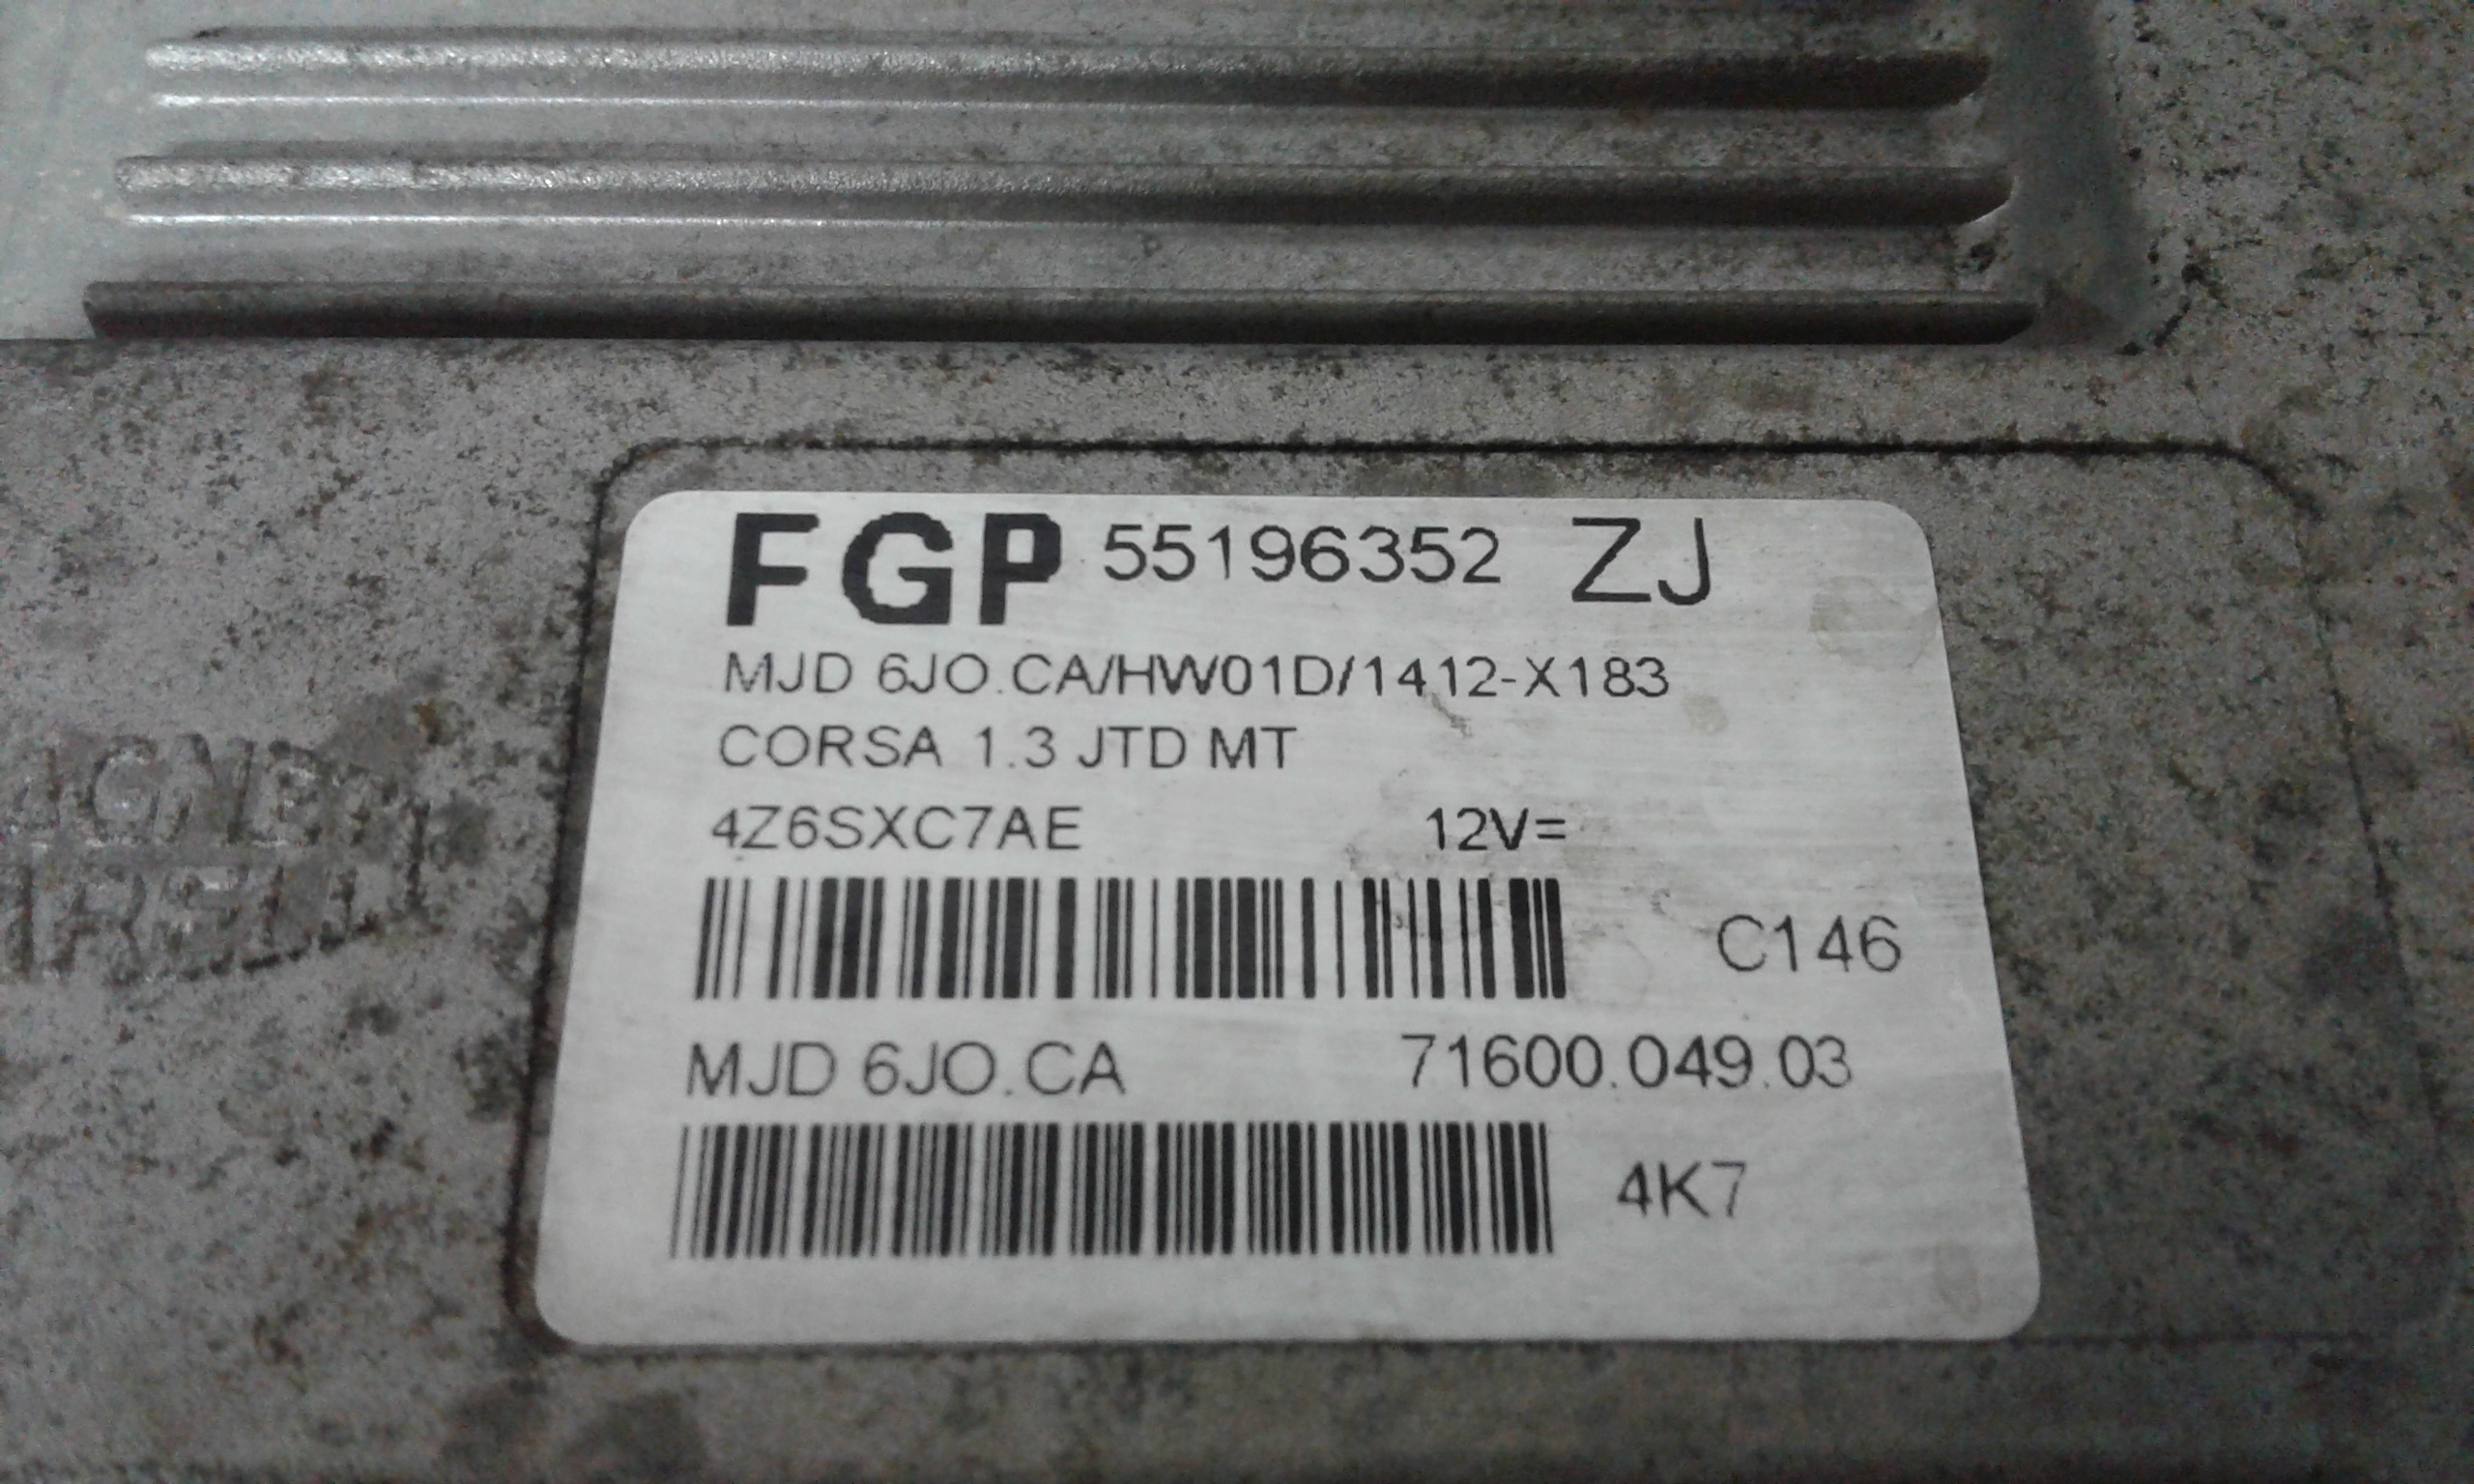 FGP 55196352 ZJ
MJD 6JO.CA/HW01D/1412-X183
CORSA 1.3 JTD MT
4Z6SXC7AE 12V=
C146
MJD 6JO.CA 71600.049.03
4K7